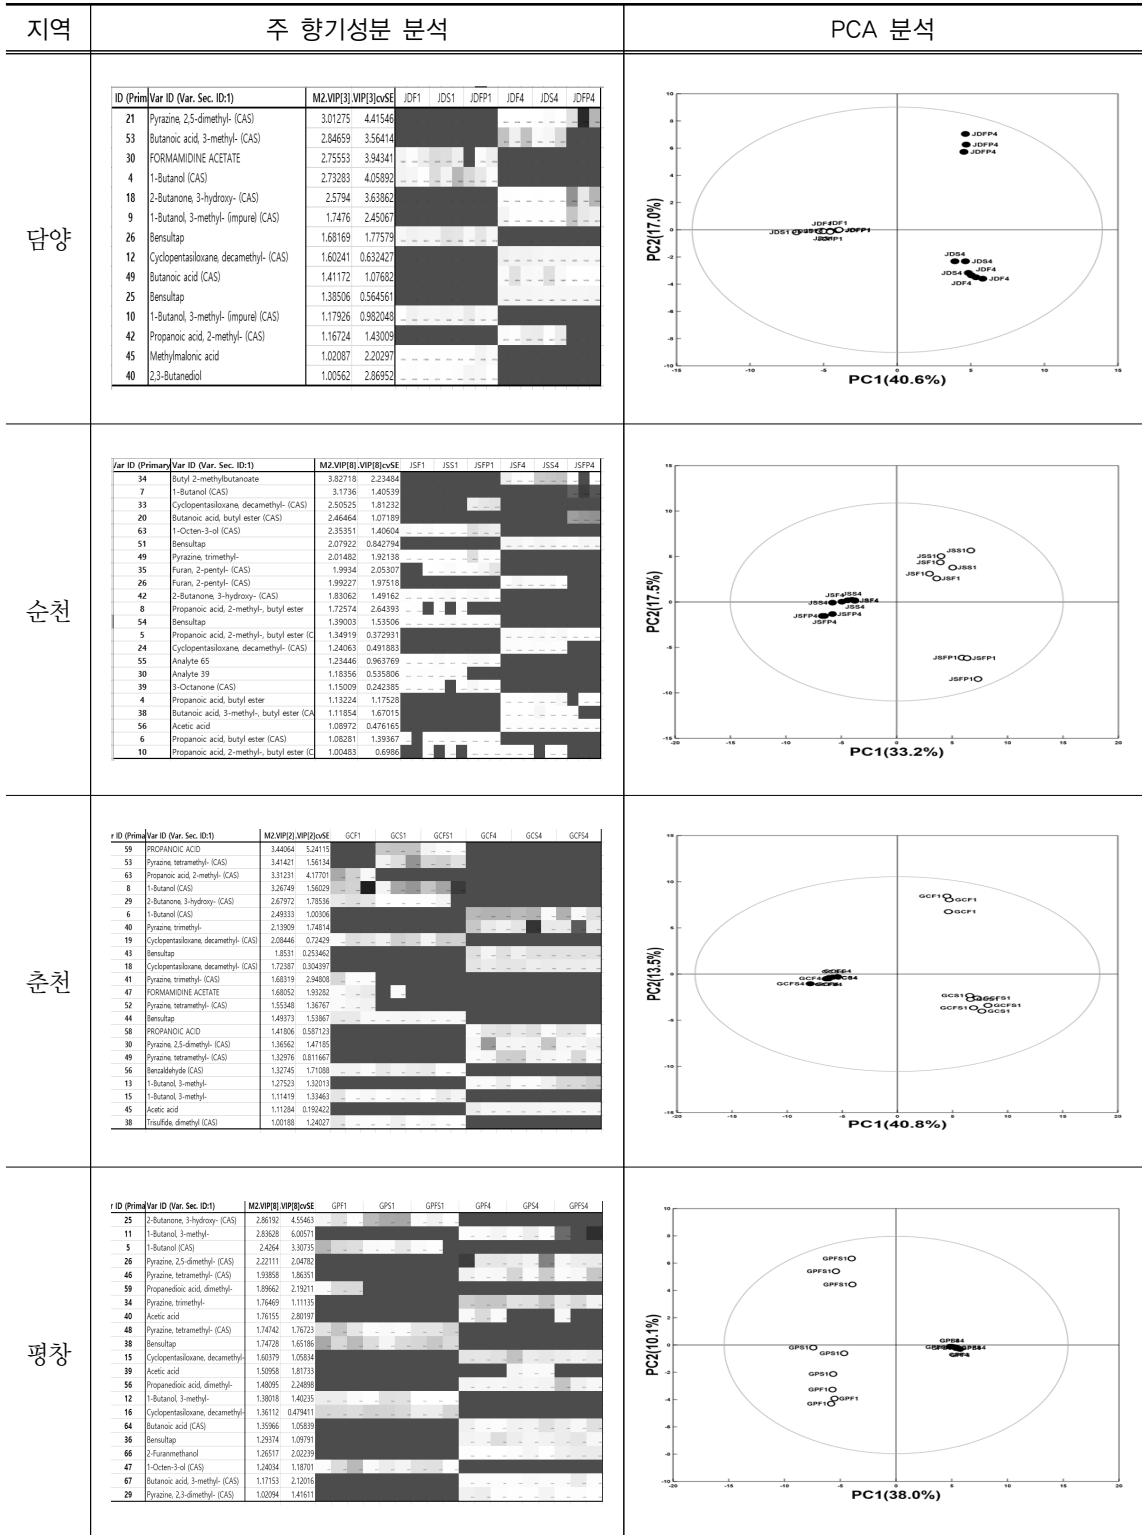 지역 주 향기성분 분석 PCA 분석
담양
ID (Prim Var ID (Var. Sec. ID:1) M2.VIP[3] .VIP[3]cvSE JDF1 JDS1 JDFP1 JDF4 JDS4 JDFP4
21 Pyrazine, 2,5-dimethyl- (CAS) 3.01275 4.41546
53 Butanoic acid, 3-methyl- (CAS) 2.84659 3.56414
30 FORMAMIDINE ACETATE 2.75553 3.94341
4 1-Butanol (CAS) 2.73283 4.05892
18 2-Butanone, 3-hydroxy- (CAS) 2.5794 3.63862
9 1-Butanol, 3-methyl- (impure) (CAS) 1.7476 2.45067
26 Bensultap 1.68169 1.77579
12 Cyclopentasiloxane, decamethyl- (CAS) 1.60241 0.632427
49 Butanoic acid (CAS) 1.41172 1.07682
25 Bensultap 1.38506 0.564561
10 1-Butanol, 3-methyl- (impure) (CAS) 1.17926 0.982048
42 Propanoic acid, 2-methyl- (CAS) 1.16724 1.43009
45 Methylmalonic acid 1.02087 2.20297
40 2,3-Butanediol 1.00562 2.86952
PC2(17.0%)
JDFP4
JDFP4
JDFP4
JDS1
JDF1
JDFP1
JDS4 JDS4
JDS4 JDF4
JDF4 JDF4
PC1(40.6%)
순천
/ar ID (Primary Var ID (Var. Sec. ID:1) M2.VIP[8] .VIP[8]cvSE JSF1 JSS1 JSFP1 JSF4 JSS4 JSFP4
34 Butyl 2-methylbutanoate 3.82718 2.23484
7 1-Butanol (CAS) 3.1736 1.40539
33 Cyclopentasiloxane, decamethyl- (CAS) 2.50525 1.81232
20 Butanoic acid, butyl ester (CAS) 2.46464 1.07189
63 1-Octen-3-ol (CAS) 2.35351 1.40604
51 Bensultap 2.07922 0.842794
49 Pyrazine, trimethyl- 2.01482 1.92138
35 Furan, 2-pentyl- (CAS) 1.9934 2.05307
26 Furan, 2-pentyl- (CAS) 1.99227 1.97518
42 2-Butanone, 3-hydroxy- (CAS) 1.83062 1.49162
8 Propanoic acid, 2-methyl-, butyl ester 1.72574 2.64393
54 Bensultap 1.39003 1.53506
5 Propanoic acid, 2-methyl-, butyl ester (C 1.34919 0.372931
24 Cyclopentasiloxane, decamethyl- (CAS) 1.24063 0.491883
55 Analyte 65 1.23446 0.963769
30 Analyte 39 1.18356 0.535806
39 3-Octanone (CAS) 1.15009 0.242385
4 Propanoic acid, butyl ester 1.13224 1.17528
38 Butanoic acid, 3-methyl-, butyl ester (CA 1.11854 1.67015
56 Acetic acid 1.08972 0.476165
6 Propanoic acid, butyl ester (CAS) 1.08281 1.39367
10 Propanoic acid, 2-methyl-, butyl ester (C 1.00483 0.6986
PC2(17.5%)
JSS1
JSS1
JSF1 JSS1
JSF1 JSF1
JSF4 JSS4 JSF4
JSS4 JSS4
JSFP4 JSFP4
JSFP4
JSFP1 JSFP1
JSFP1
PC1(33.2%)
춘천
r ID (Prima Var ID (Var. Sec. ID:1) M2.VIP[2] .VIP[2]cvSE GCF1 GCS1 GCFS1 GCF4 GCS4 GCFS4
59 PROPANOIC ACID 3.44064 5.24115
53 Pyrazine, tetramethyl- (CAS) 3.41421 1.56134
63 Propanoic acid, 2-methyl- (CAS) 3.31231 4.17701
8 1-Butanol (CAS) 3.26749 1.56029
29 2-Butanone, 3-hydroxy- (CAS) 2.67972 1.78536
6 1-Butanol (CAS) 2.49333 1.00306
40 Pyrazine, trimethyl- 2.13909 1.74814
19 Cyclopentasiloxane, decamethyl- (CAS) 2.08446 0.72429
43 Bensultap 1.8531 0.253462
18 Cyclopentasiloxane, decamethyl- (CAS) 1.72387 0.304397
41 Pyrazine, trimethyl- (CAS) 1.68319 2.94808
47 FORMAMIDINE ACETATE 1.68052 1.93282
52 Pyrazine, tetramethyl- (CAS) 1.55348 1.36767
44 Bensultap 1.49373 1.53867
58 PROPANOIC ACID 1.41806 0.587123
30 Pyrazine, 2,5-dimethyl- (CAS) 1.36562 1.47185
49 Pyrazine, tetramethyl- (CAS) 1.32976 0.811667
56 Benzaldehyde (CAS) 1.32745 1.71088
13 1-Butanol, 3-methyl- 1.27523 1.32013
15 1-Butanol, 3-methyl- 1.11419 1.33463
45 Acetic acid 1.11284 0.192422
38 Trisulfide, dimethyl (CAS) 1.00188 1.24027
PC2(13.5%)
GCF1 GCF1
GCF1
GCF4
GCFS4
GCS1
GCFS1
GCFS1
GCFS1 GCS1
PC1(40.8%)
평창
r ID (Prima Var ID (Var. Sec. ID:1) M2.VIP[8] .VIP[8]cvSE GPF1 GPS1 GPFS1 GPF4 GPS4 GPFS4
25 2-Butanone, 3-hydroxy- (CAS) 2.86192 4.55463
11 1-Butanol, 3-methyl- 2.83628 6.00571
5 1-Butanol (CAS) 2.4264 3.30735
26 Pyrazine, 2,5-dimethyl- (CAS) 2.22111 2.04782
46 Pyrazine, tetramethyl- (CAS) 1.93858 1.86351
59 Propanedioic acid, dimethyl- 1.89662 2.19211
34 Pyrazine, trimethyl- 1.76469 1.11135
40 Acetic acid 1.76155 2.80197
48 Pyrazine, tetramethyl- (CAS) 1.74742 1.76723
38 Bensultap 1.74728 1.65186
15 Cyclopentasiloxane, decamethyl- 1.60379 1.05834
39 Acetic acid 1.50958 1.81733
56 Propanedioic acid, dimethyl- 1.48095 2.24898
12 1-Butanol, 3-methyl- 1.38018 1.40235
16 Cyclopentasiloxane, decamethyl- 1.36112 0.479411
64 Butanoic acid (CAS) 1.35966 1.05839
36 Bensultap 1.29374 1.09791
66 2-Furanmethanol 1.26517 2.02239
47 1-Octen-3-ol (CAS) 1.24034 1.18701
67 Butanoic acid, 3-methyl- (CAS) 1.17153 2.12016
29 Pyrazine, 2,3-dimethyl- (CAS) 1.02094 1.41611
PC2(10.1%)
GPFS1
GPFS1
GPFS1
GPS1 GPS1
GPS1
GPF1
GPF1
GPF1
GPF4
PC1(38.0%)